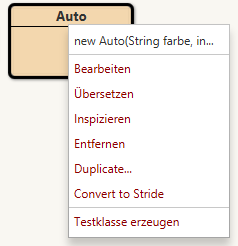 Auto
new Auto(String farbe, in...
Bearbeiten
Übersetzen
Inspizieren
Entfernen
Duplicate...
Convert to Stride
Testklasse erzeugen